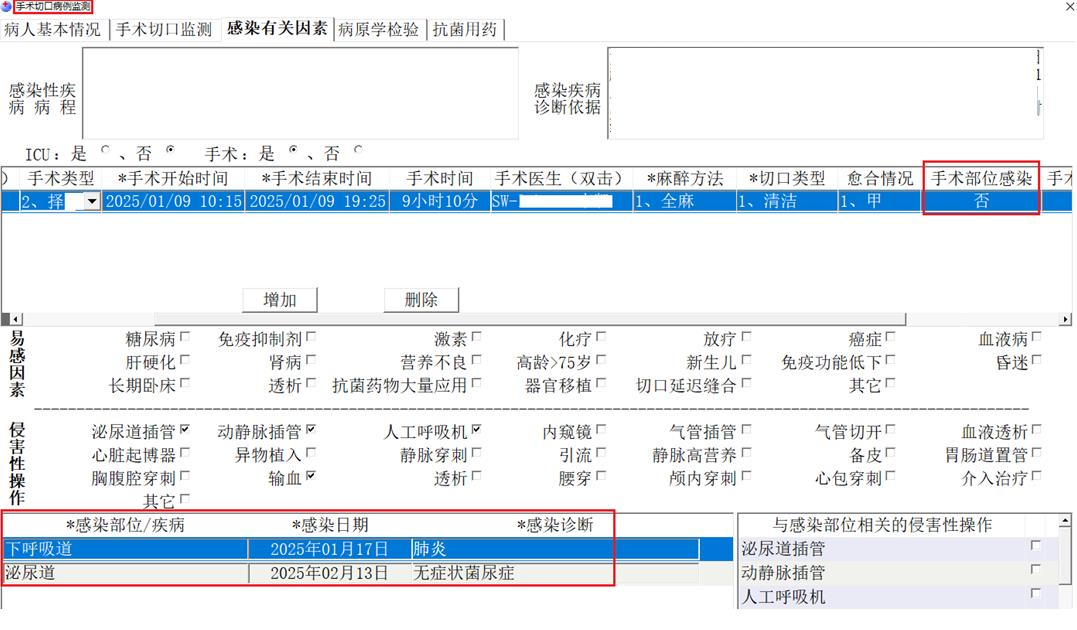 手术切口病例监测
病人基本情况 手术切口监测 感染有关因素 病原学检验 抗菌用药
感染性疾 感染疾病
病 病 程 诊断依据
ICU：是 、否 手术：是 、否
) 手术类型 *手术开始时间 *手术结束时间 手术时间 手术医生（双击） *麻醉方法 *切口类型 愈合情况 手术部位感染 手术
2、择 2025/01/09 10:15 2025/01/09 19:25 9小时10分 SW- 1、全麻 1、清洁 1、甲 否
增加 删除
易感因素
糖尿病 免疫抑制剂 激素 化疗 放疗 癌症 血液病
肝硬化 肾病 营养不良 高龄>75岁 新生儿 免疫功能低下 昏迷
长期卧床 透析 抗菌药物大量应用 器官移植 切口延迟缝合 其它
侵害性操作
泌尿道插管 动静脉插管 人工呼吸机 内窥镜 气管插管 气管切开 血液透析
心脏起博器 异物植入 静脉穿刺 引流 静脉高营养 备皮 胃肠道置管
胸腹腔穿刺 输血 透析 腰穿 颅内穿刺 心包穿刺 介入治疗
其它
*感染部位/疾病 *感染日期 *感染诊断 与感染部位相关的侵害性操作
下呼吸道 2025年01月17日 肺炎 泌尿道插管
泌尿道 2025年02月13日 无症状菌尿症 动静脉插管
人工呼吸机